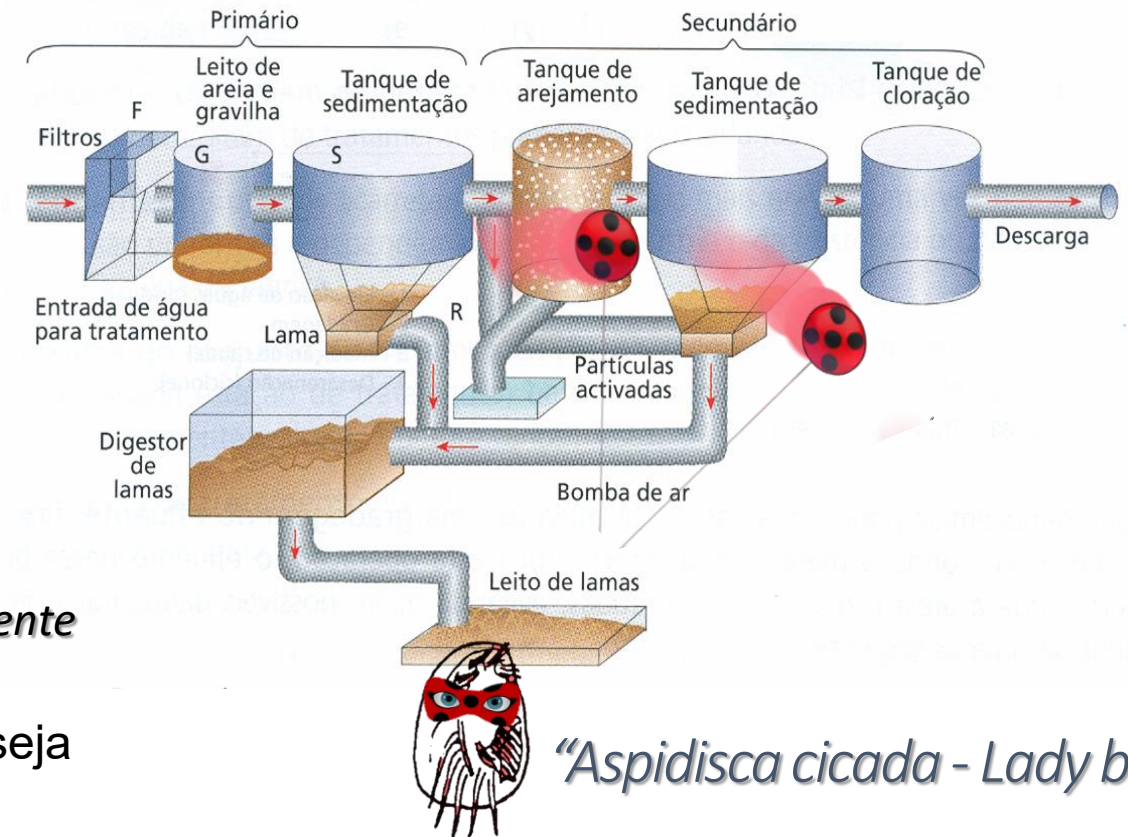 Primário
Secundário
Leito de
areia e
gravilha
Tanque de
sedimentação
Tanque de
arejamento
Tanque de
sedimentação
Tanque de
cloração
F
Filtros
G
S
Descarga
Entrada de água
para tratamento
Lama
R
Partículas
activadas
Digestor
de
lamas
Bomba de ar
Leito de lamas
ente
seja
“Aspidisca cicada - Lady b